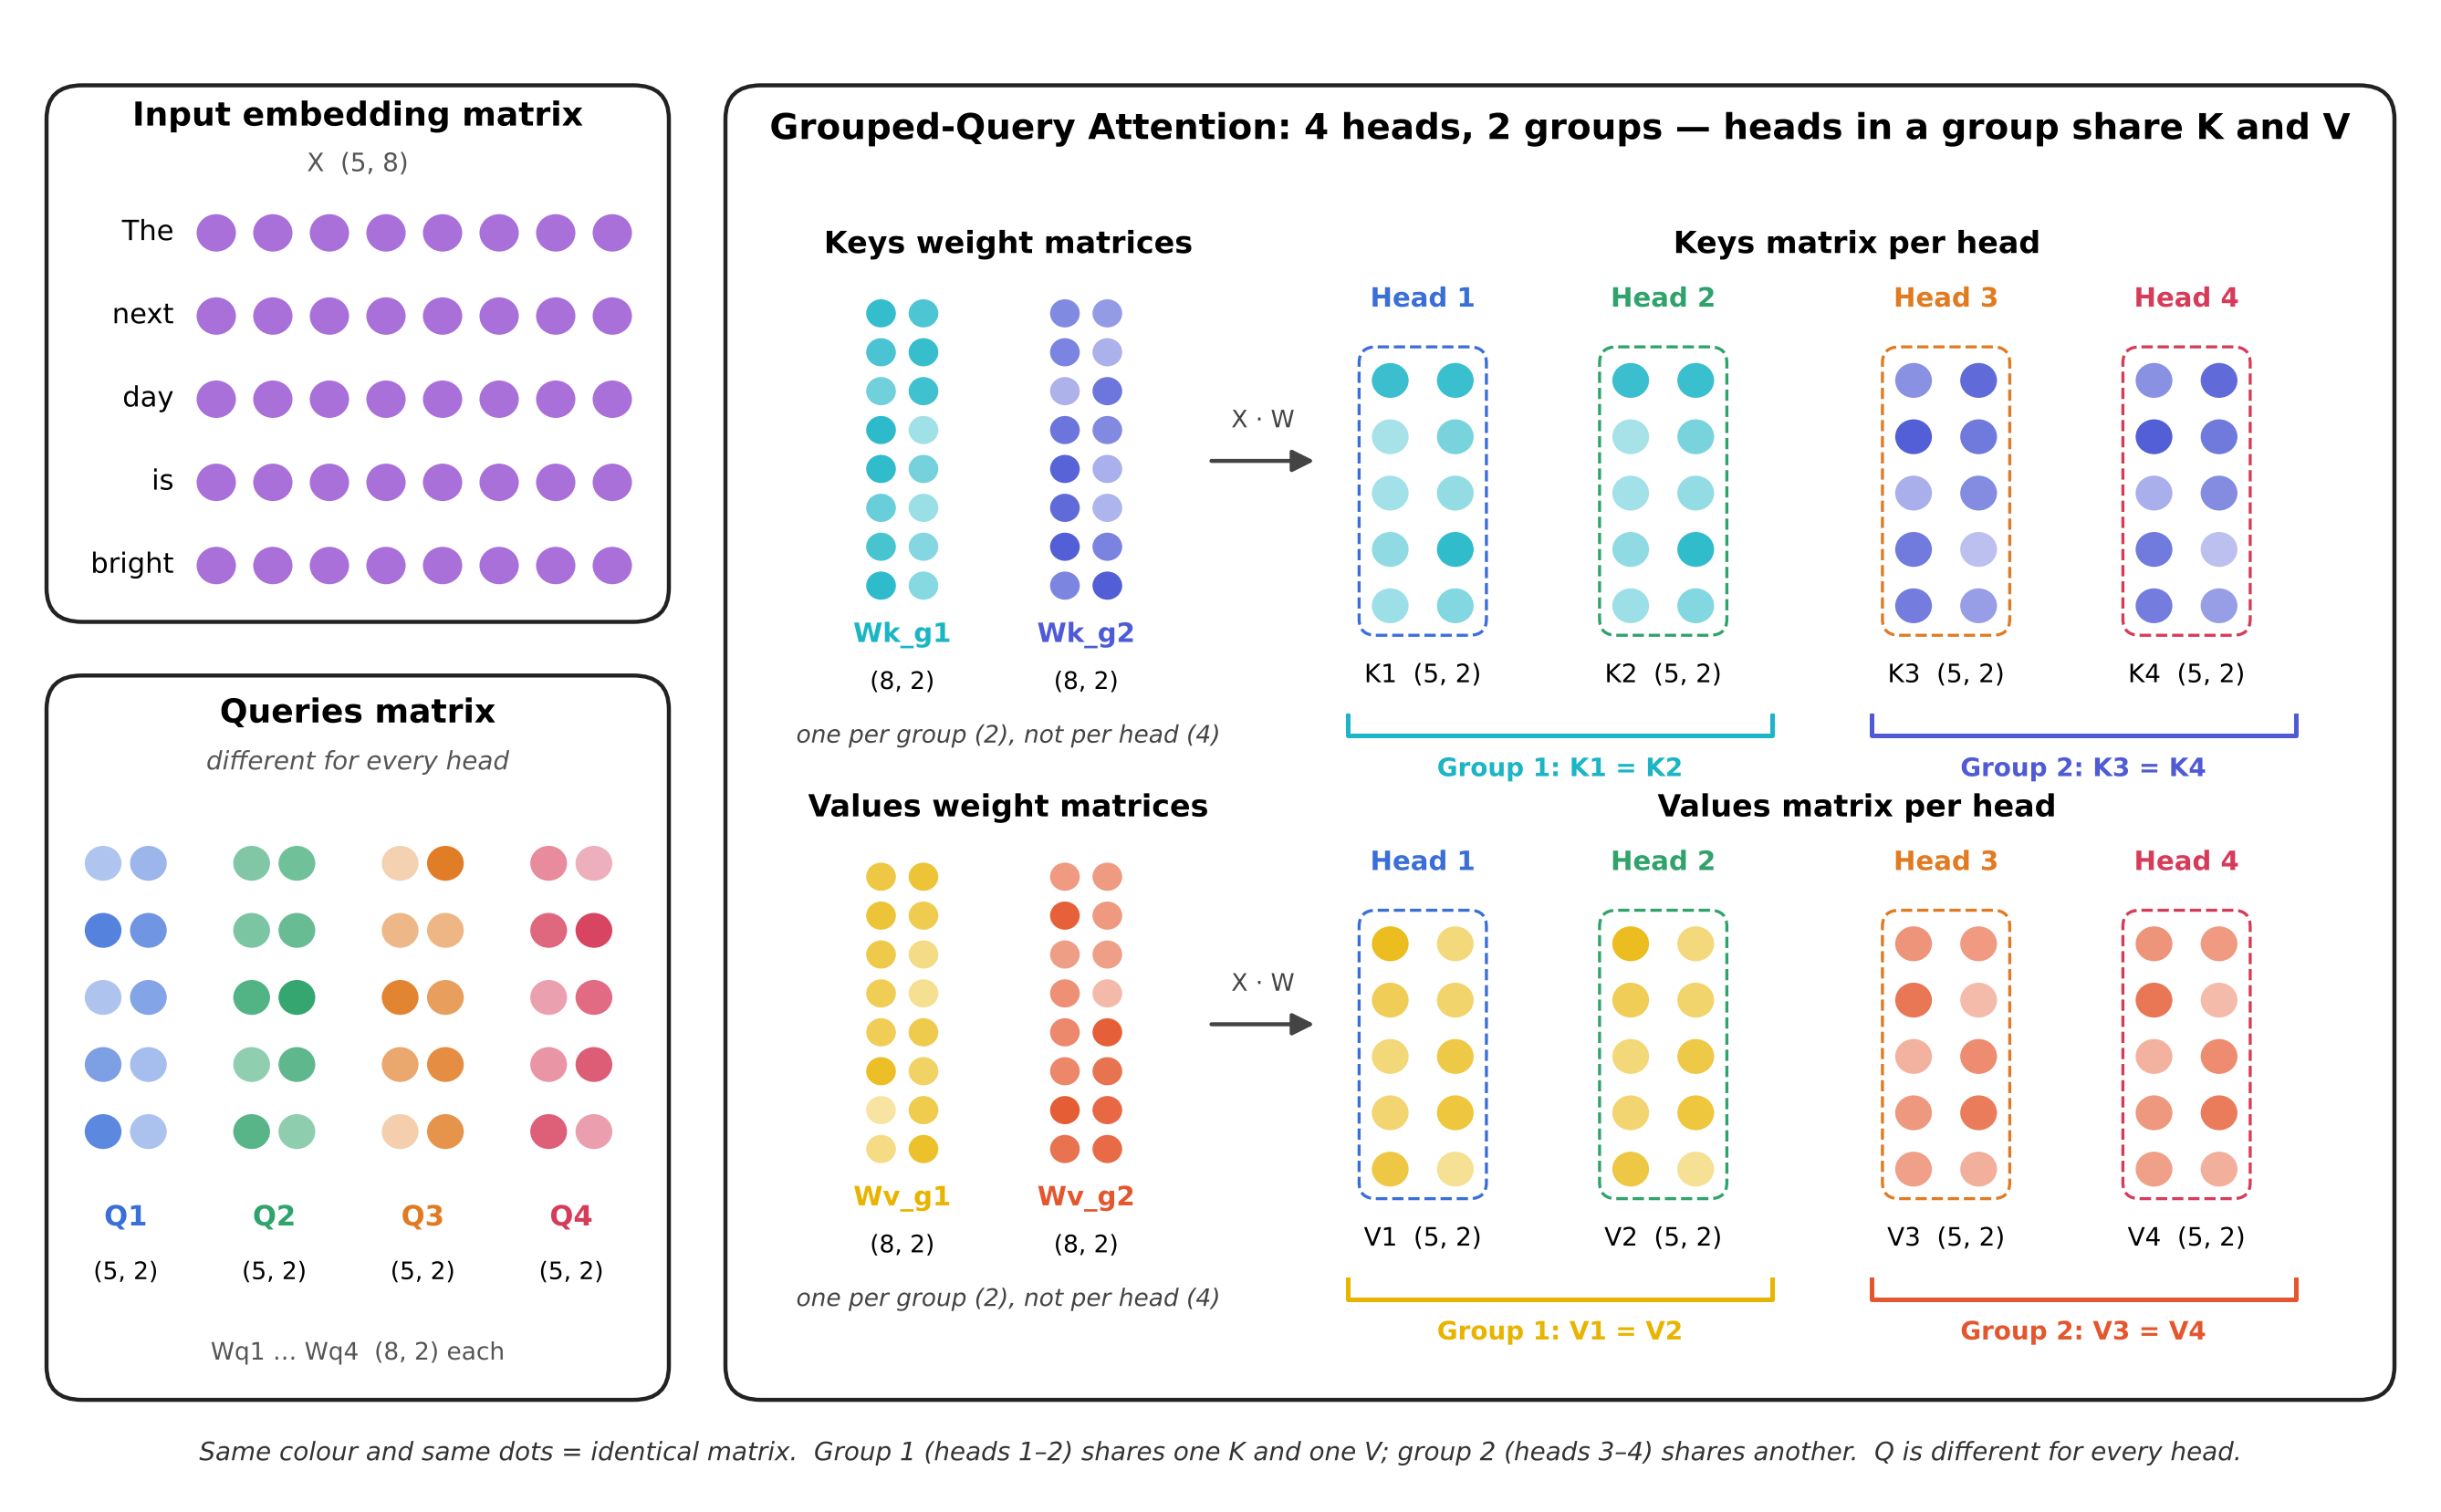 Input embedding matrix
X (5, 8)
The
next
day
is
bright
Queries matrix
different for every head
Q1 Q2 Q3 Q4
(5, 2) (5, 2) (5, 2) (5, 2)
Wq1 ... Wq4 (8, 2) each
Grouped-Query Attention: 4 heads, 2 groups — heads in a group share K and V
Keys weight matrices
Wk_g1 Wk_g2
(8, 2) (8, 2)
one per group (2), not per head (4)
X · W
Keys matrix per head
Head 1 Head 2 Head 3 Head 4
K1 (5, 2) K2 (5, 2) K3 (5, 2) K4 (5, 2)
Group 1: K1 = K2 Group 2: K3 = K4
Values weight matrices
Wv_g1 Wv_g2
(8, 2) (8, 2)
one per group (2), not per head (4)
X · W
Values matrix per head
Head 1 Head 2 Head 3 Head 4
V1 (5, 2) V2 (5, 2) V3 (5, 2) V4 (5, 2)
Group 1: V1 = V2 Group 2: V3 = V4
Same colour and same dots = identical matrix. Group 1 (heads 1–2) shares one K and one V; group 2 (heads 3–4) shares another. Q is different for every head.